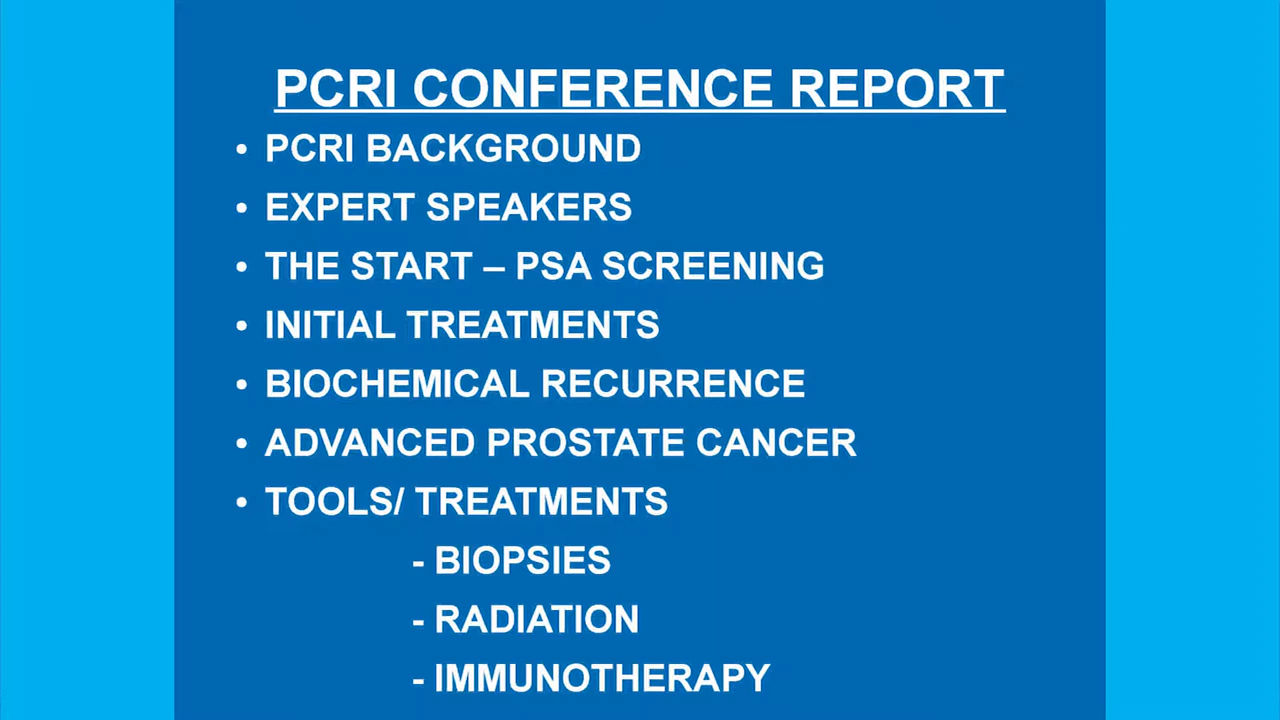 PCRI CONFERENCE REPORT
• PCRI BACKGROUND
• EXPERT SPEAKERS
• THE START – PSA SCREENING
• INITIAL TREATMENTS
• BIOCHEMICAL RECURRENCE
• ADVANCED PROSTATE CANCER
• TOOLS/ TREATMENTS
- BIOPSIES
- RADIATION
- IMMUNOTHERAPY